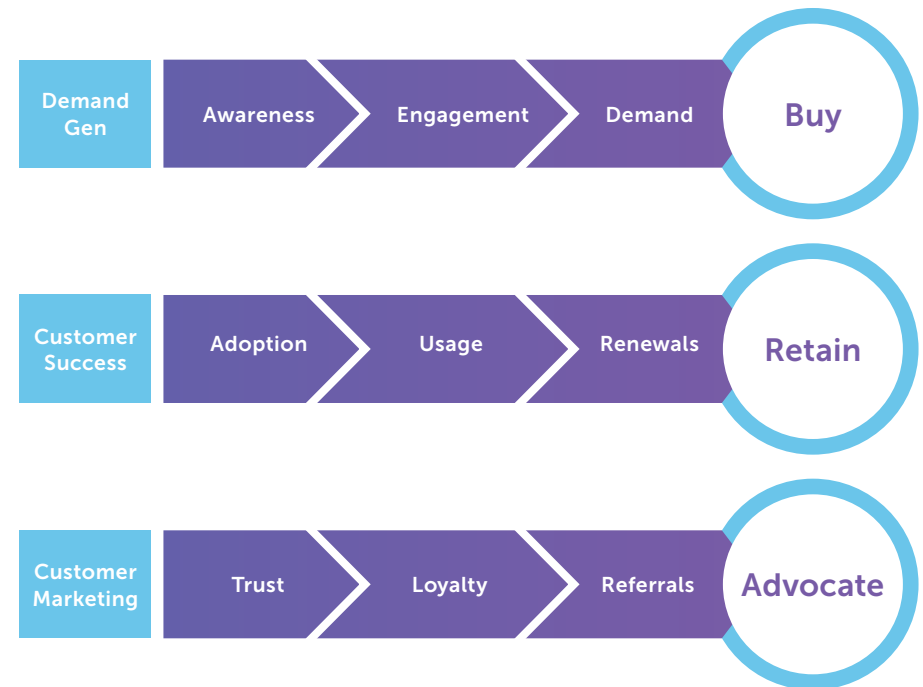 Demand
Gen
Awareness
Engagement
Demand
Buy
Customer
Success
Adoption
Usage
Renewals
Retain
Customer
Marketing
Trust
Loyalty
Referrals
Advocate